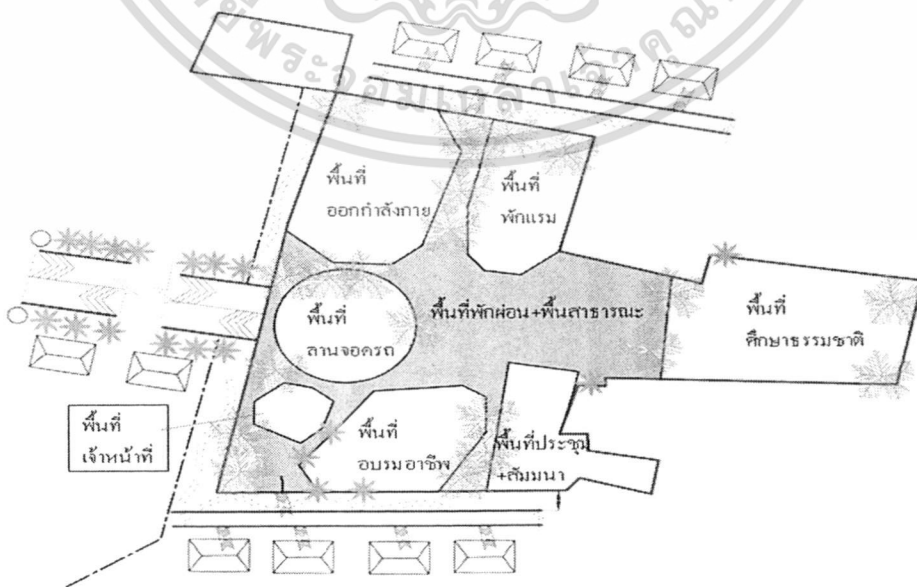 พื้นที่
ออกกำลังกาย
พื้นที่
พักแรม
พื้นที่
ลานจอดรถ
พื้นที่พักผ่อน+พื้นสาธารณะ
พื้นที่
ศึกษาธรรมชาติ
พื้นที่
เจ้าหน้าที่
พื้นที่
อบรมอาชีพ
พื้นที่ประชุม
+สัมมนา